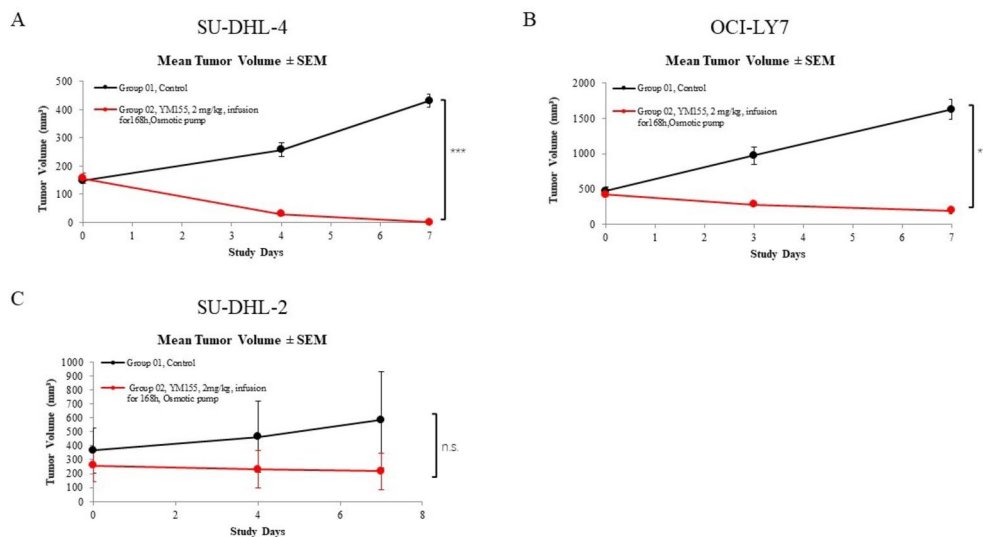 A
SU-DHL-4
Mean Tumor Volume ± SEM
Tumor Volume (mm³)
500
400
300
200
100
0
Group 01, Control
Group 02, YM155, 2 mg/kg, infusion
for168h,Osmotic pump
***
0 1 2 3 4 5 6 7
Study Days
B
OCI-LY7
Mean Tumor Volume ± SEM
Tumor Volume (mm³)
2000
1500
1000
500
0
Group 01, Control
Group 02, YM155, 2 mg/kg, infusion
for168h,Osmotic pump
*
0 1 2 3 4 5 6 7
Study Days
C
SU-DHL-2
Mean Tumor Volume ± SEM
Tumor Volume (mm³)
1000
900
800
700
600
500
400
300
200
100
0
Group 01, Control
Group 02, YM155, 2mg/kg, infusion
for 168h, Osmotic pump
n.s.
0 2 4 6 8
Study Days